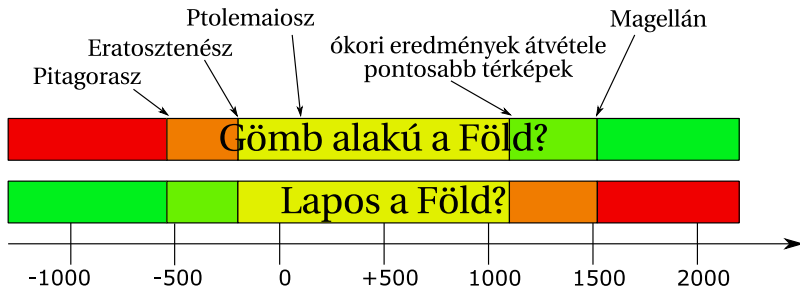 Ptolemaiosz
Magellán
Eratosztenész
ókori eredmények átvétele
pontosabb térképek
Pitagorasz
Gömb alakú a Föld?
Lapos a Föld?
-1000 -500 0 +500 1000 1500 2000